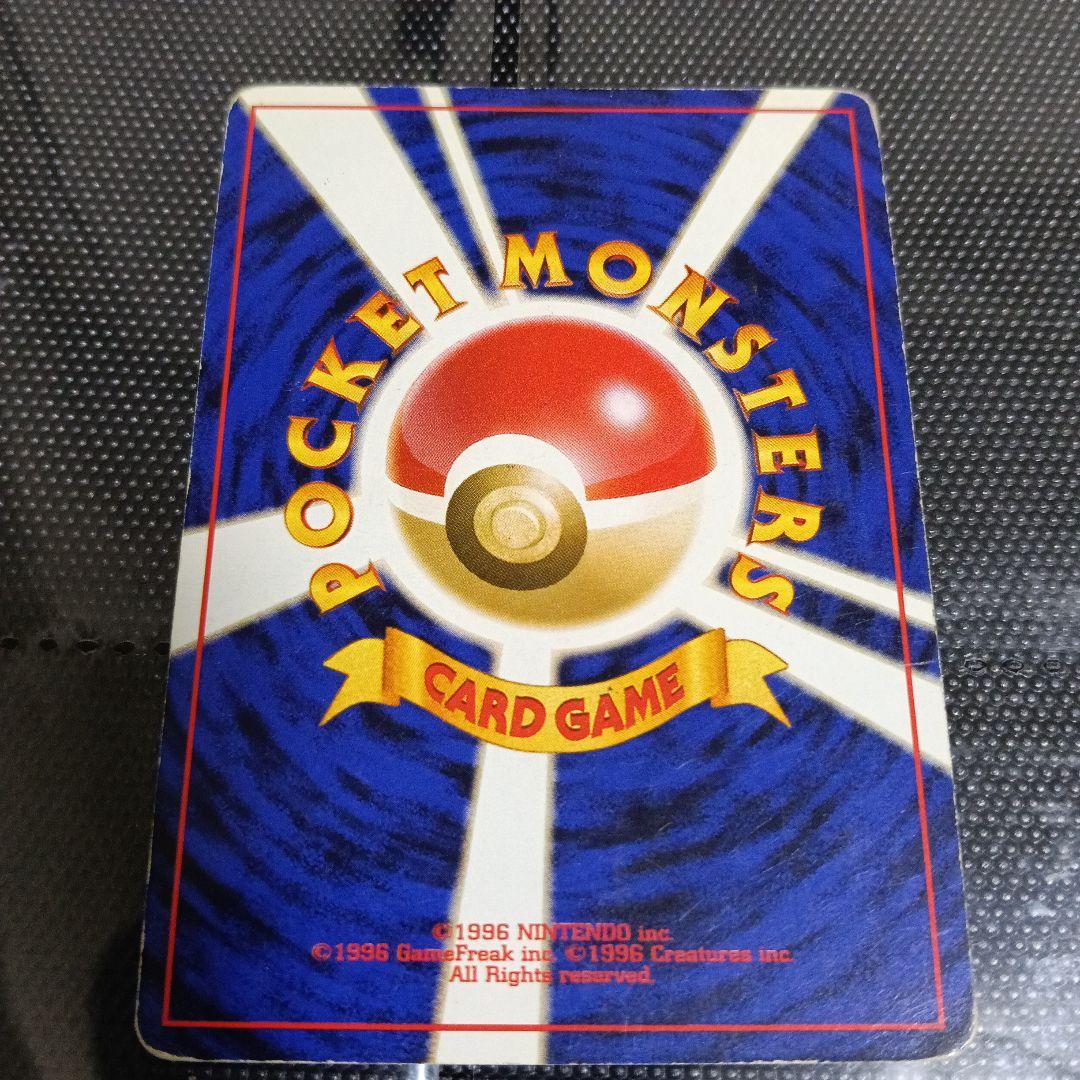 POCKET MONSTERS
CARD GAME
©1996 NINTENDO inc.
©1996 GameFreak inc. ©1996 Creatures inc.
All Rights reserved.